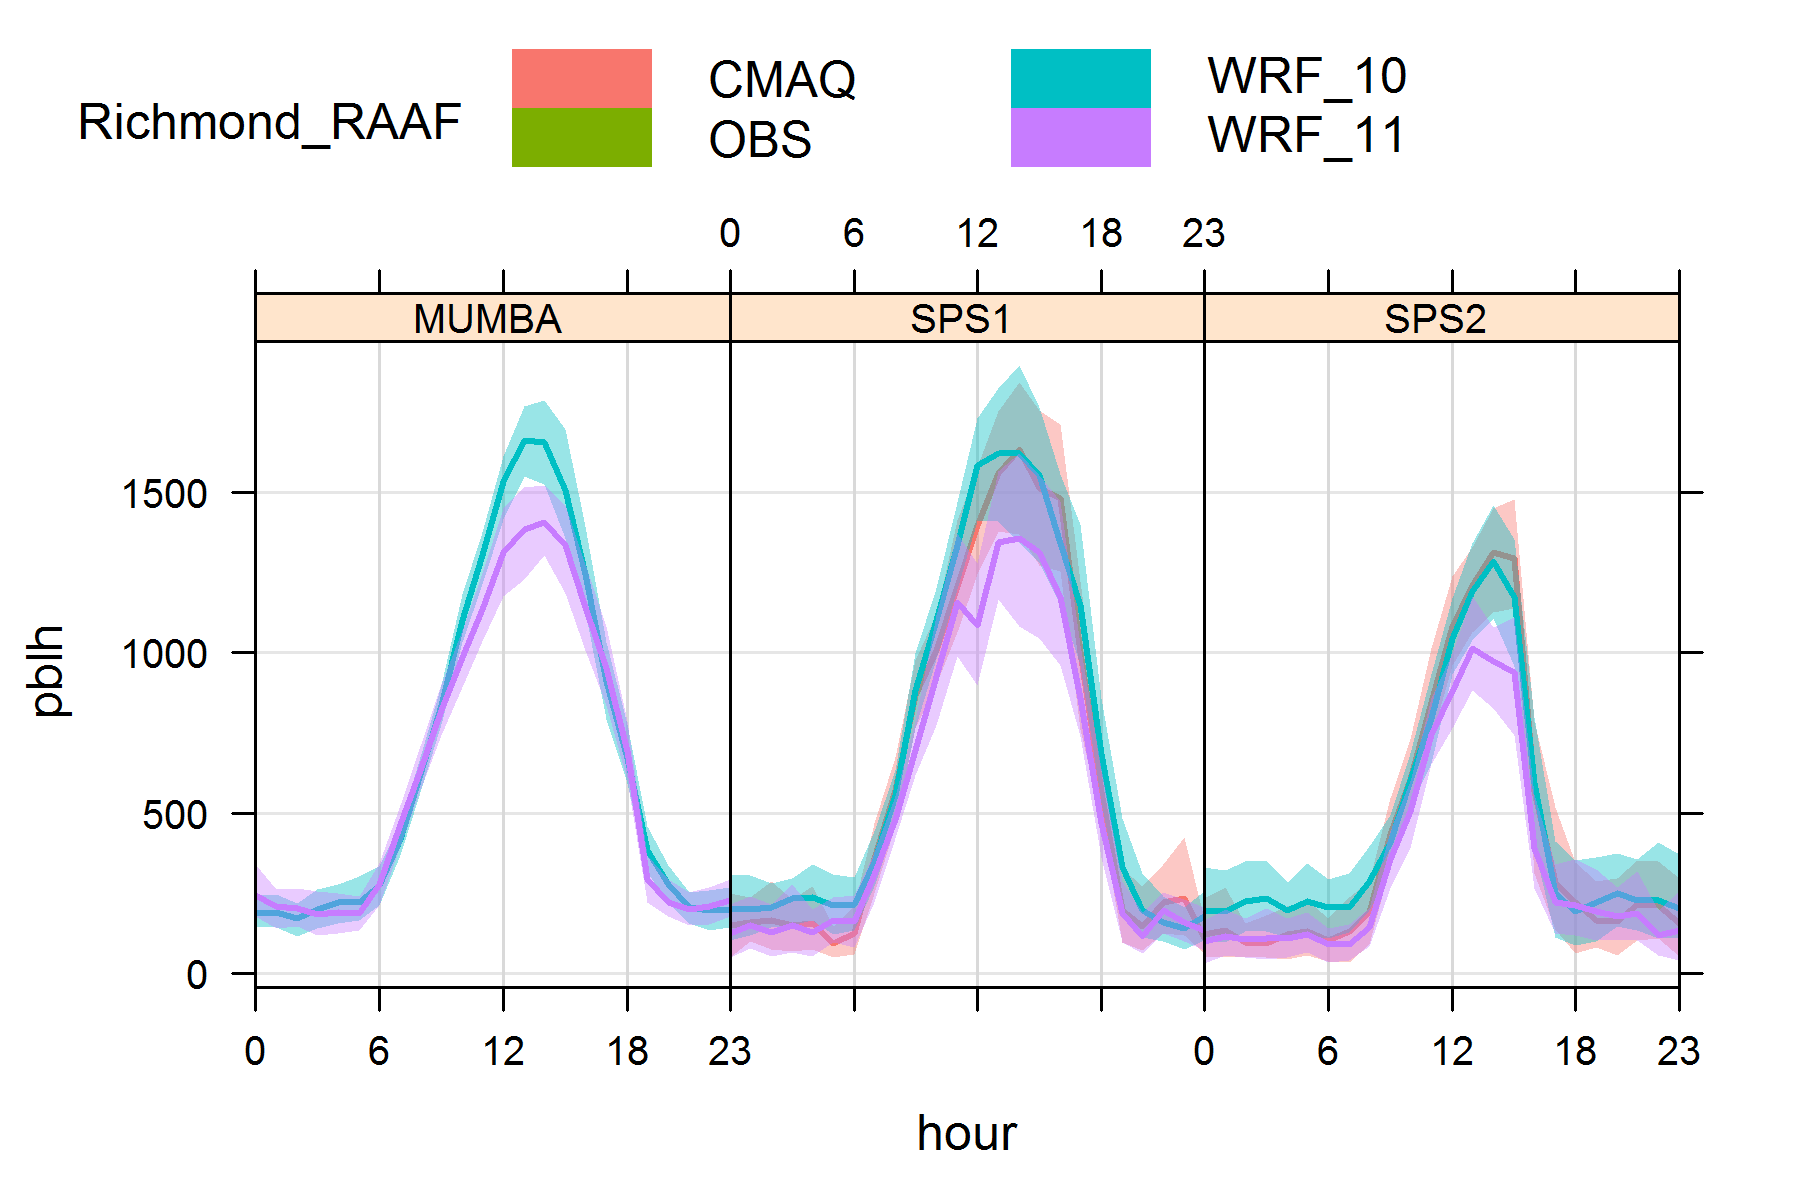 Richmond_RAAF
CMAQ
OBS
WRF_10
WRF_11
0 6 12 18 23
MUMBA SPS1 SPS2
1500
1000
500
0
pblh
0 6 12 18 23 0 6 12 18 23
hour